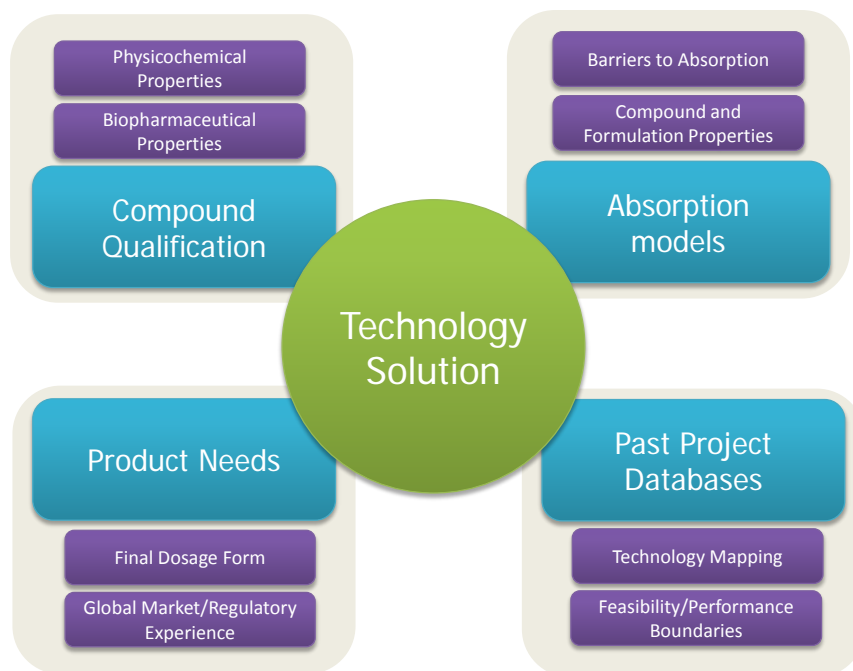 Physicochemical
Properties
Biopharmaceutical
Properties
Compound
Qualification
Barriers to Absorption
Compound and
Formulation Properties
Absorption
models
Technology
Solution
Product Needs
Final Dosage Form
Global Market/Regulatory
Experience
Past Project
Databases
Technology Mapping
Feasibility/Performance
Boundaries